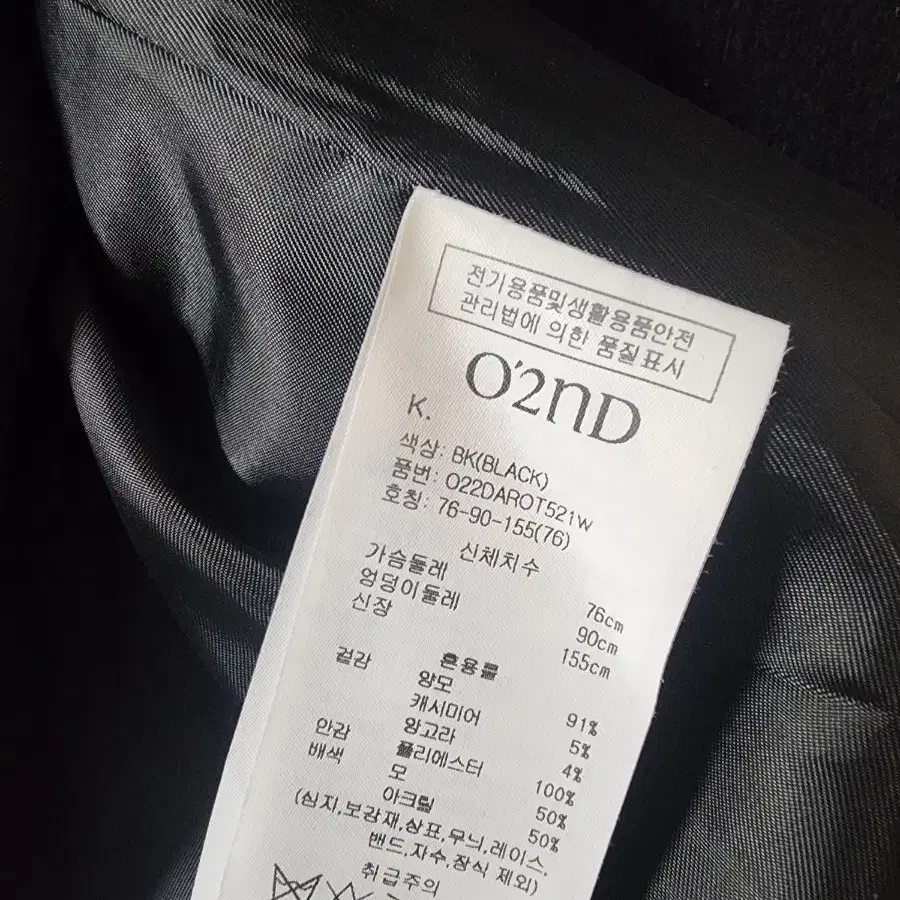 전기용품및생활용품안전
관리법에 의한 품질표시
O'2ND
K.
색상: BK(BLACK)
품번: O22DAROT521W
호칭: 76-90-155(76)
신체치수
가슴둘레 76cm
엉덩이둘레 90cm
신장 155cm
혼용률
겉감 양모 91%
캐시미어 5%
앙고라 4%
안감 폴리에스터 100%
배색 모 50%
아크릴 50%
(심지,보강재,상표,무늬,레이스,
밴드,자수,장식 제외)
취급주의